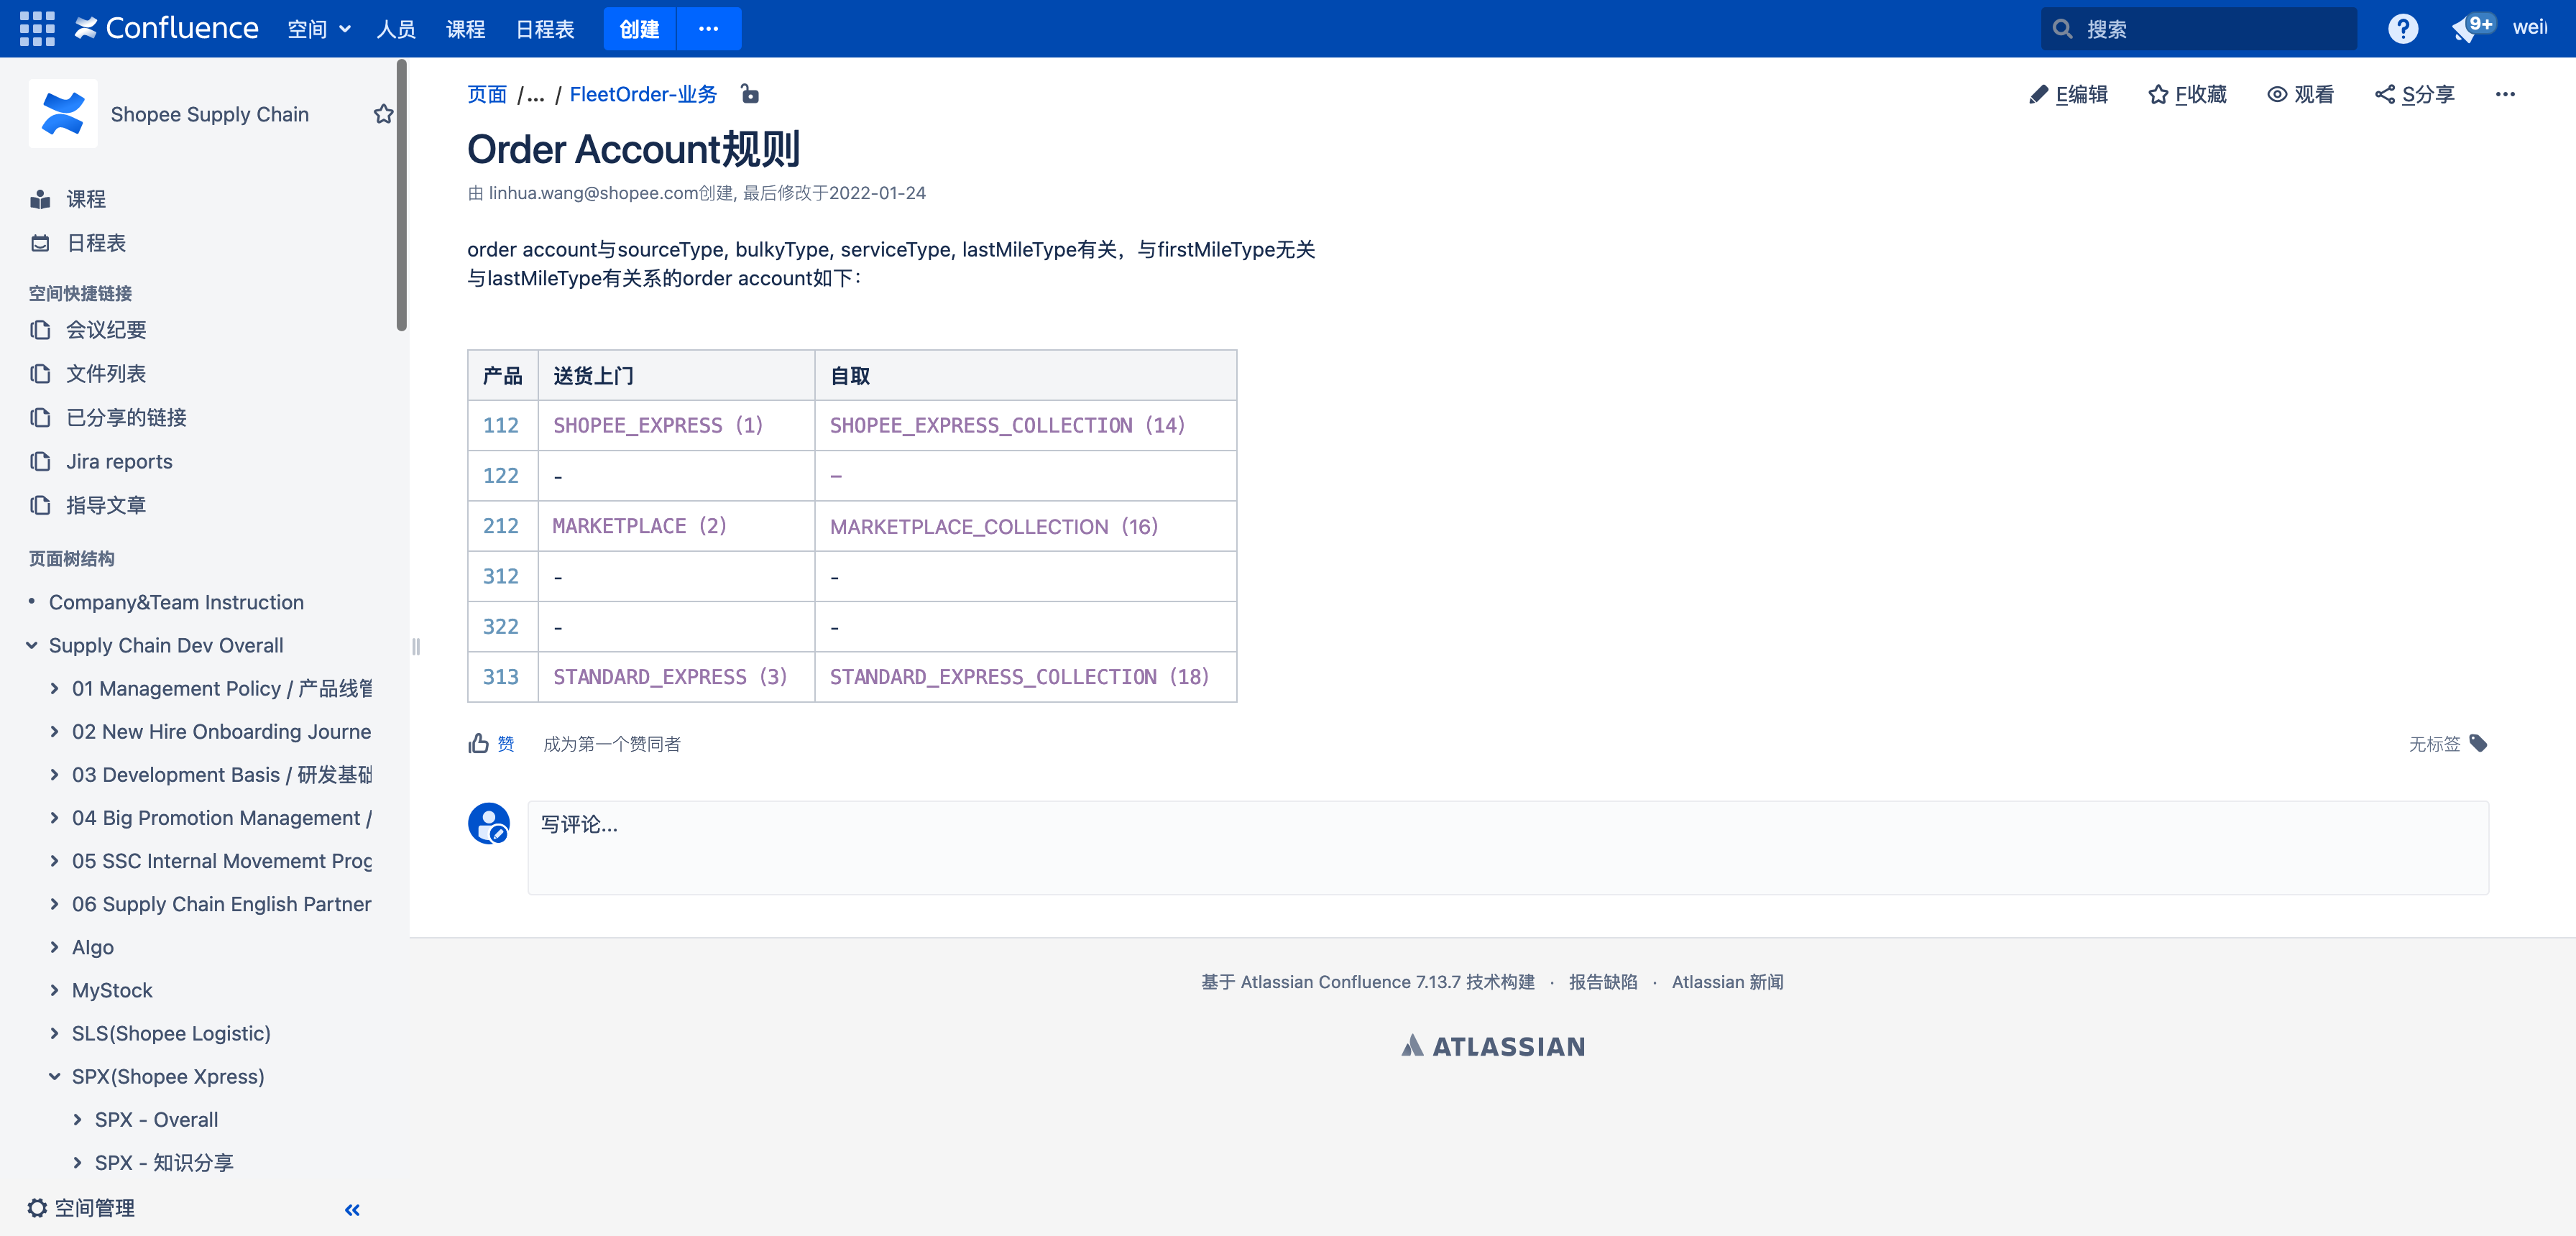 Confluence 空间 人员 课程 日程表 创建 ··· 搜索 9+ wei
Shopee Supply Chain
课程
日程表
空间快捷链接
会议纪要
文件列表
已分享的链接
Jira reports
指导文章
页面树结构
Company&Team Instruction
Supply Chain Dev Overall
01 Management Policy / 产品线管
02 New Hire Onboarding Journe
03 Development Basis / 研发基础
04 Big Promotion Management /
05 SSC Internal Movememt Prog
06 Supply Chain English Partner
Algo
MyStock
SLS(Shopee Logistic)
SPX(Shopee Xpress)
SPX - Overall
SPX - 知识分享
空间管理
页面 /... / FleetOrder-业务
E编辑 F收藏 观看 S分享 ···
Order Account规则
由 linhua.wang@shopee.com创建, 最后修改于2022-01-24
order account与sourceType, bulkyType, serviceType, lastMileType有关，与firstMileType无关
与lastMileType有关系的order account如下：
产品 送货上门 自取
112 SHOPEE_EXPRESS（1） SHOPEE_EXPRESS_COLLECTION（14）
122 - –
212 MARKETPLACE（2） MARKETPLACE_COLLECTION（16）
312 - -
322 - -
313 STANDARD_EXPRESS（3） STANDARD_EXPRESS_COLLECTION（18）
赞 成为第一个赞同者 无标签
写评论...
基于 Atlassian Confluence 7.13.7 技术构建 · 报告缺陷 · Atlassian 新闻
ATLASSIAN